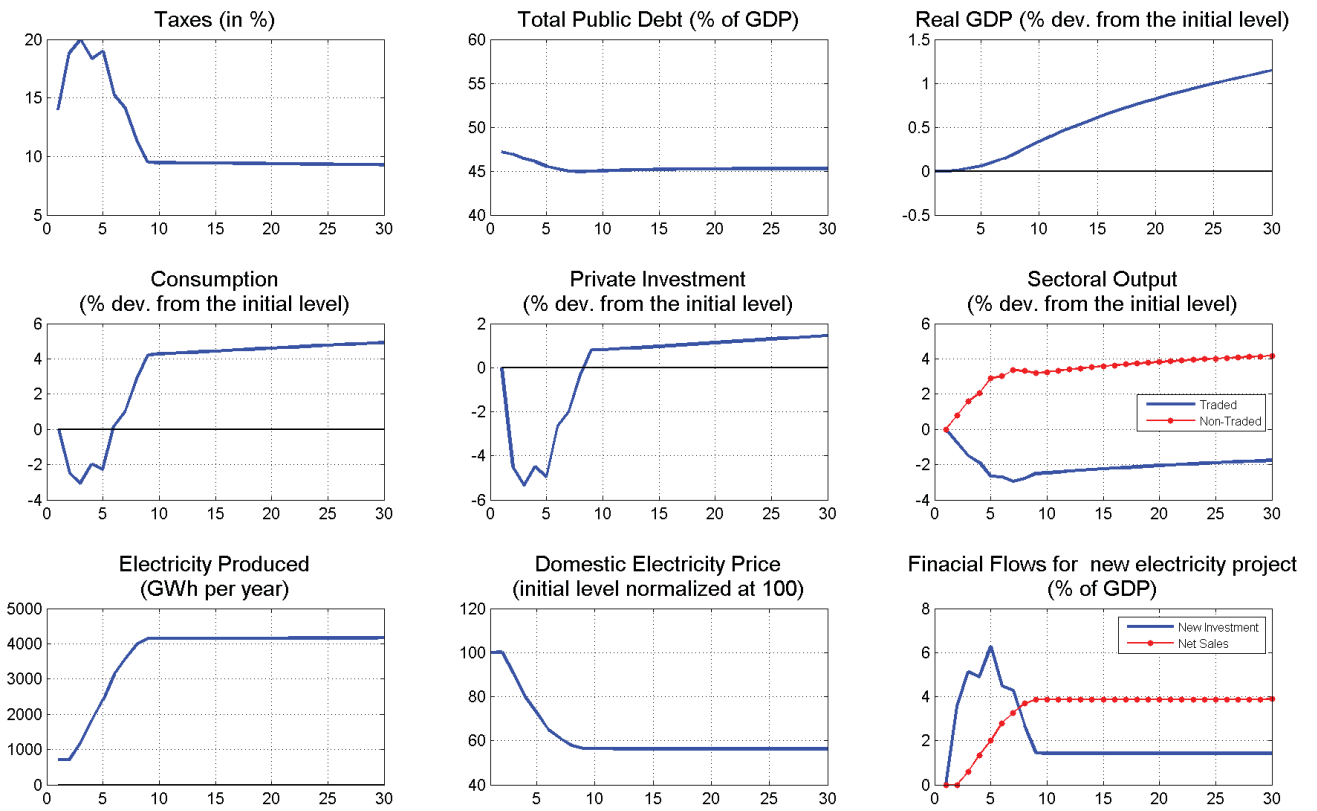 Taxes (in %)
20
15
10
5
0 5 10 15 20 25 30
Total Public Debt (% of GDP)
60
55
50
45
40
0 5 10 15 20 25 30
Real GDP (% dev. from the initial level)
1.5
1
0.5
0
-0.5
5 10 15 20 25 30
Consumption
(% dev. from the initial level)
6
4
2
0
-2
-4
0 5 10 15 20 25 30
Private Investment
(% dev. from the initial level)
2
0
-2
-4
-6
0 5 10 15 20 25 30
Sectoral Output
(% dev. from the initial level)
6
4
2
0
-2
-4
Traded
Non-Traded
0 5 10 15 20 25 30
Electricity Produced
(GWh per year)
5000
4000
3000
2000
1000
0
0 5 10 15 20 25 30
Domestic Electricity Price
(initial level normalized at 100)
120
100
80
60
40
5 10 15 20 25 30
Finacial Flows for new electricity project
(% of GDP)
8
6
4
2
0
New Investment
Net Sales
0 5 10 15 20 25 30